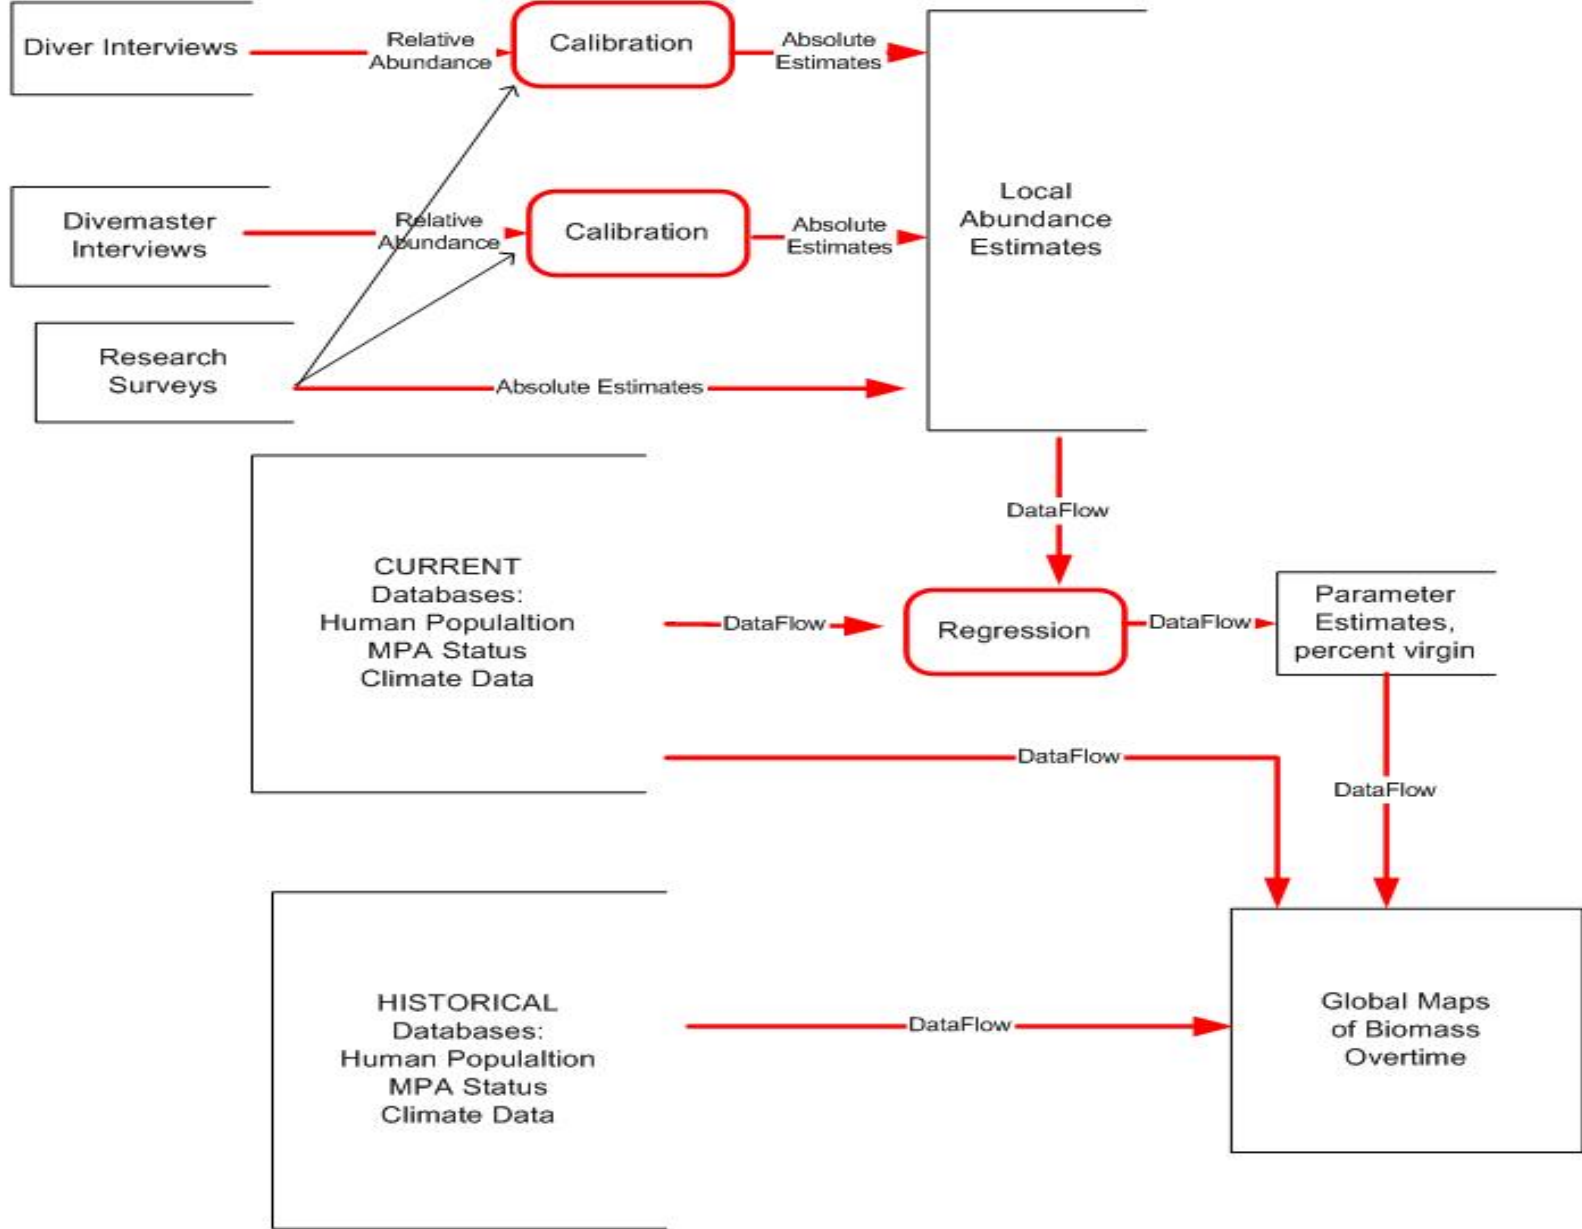 Diver Interviews
Relative
Abundance
Calibration
Absolute
Estimates
Divemaster
Interviews
Relative
Abundance
Calibration
Absolute
Estimates
Local
Abundance
Estimates
Research
Surveys
Absolute Estimates
DataFlow
CURRENT
Databases:
Human Populaltion
MPA Status
Climate Data
DataFlow
Regression
DataFlow
Parameter
Estimates,
percent virgin
DataFlow
DataFlow
HISTORICAL
Databases:
Human Populaltion
MPA Status
Climate Data
DataFlow
Global Maps
of Biomass
Overtime